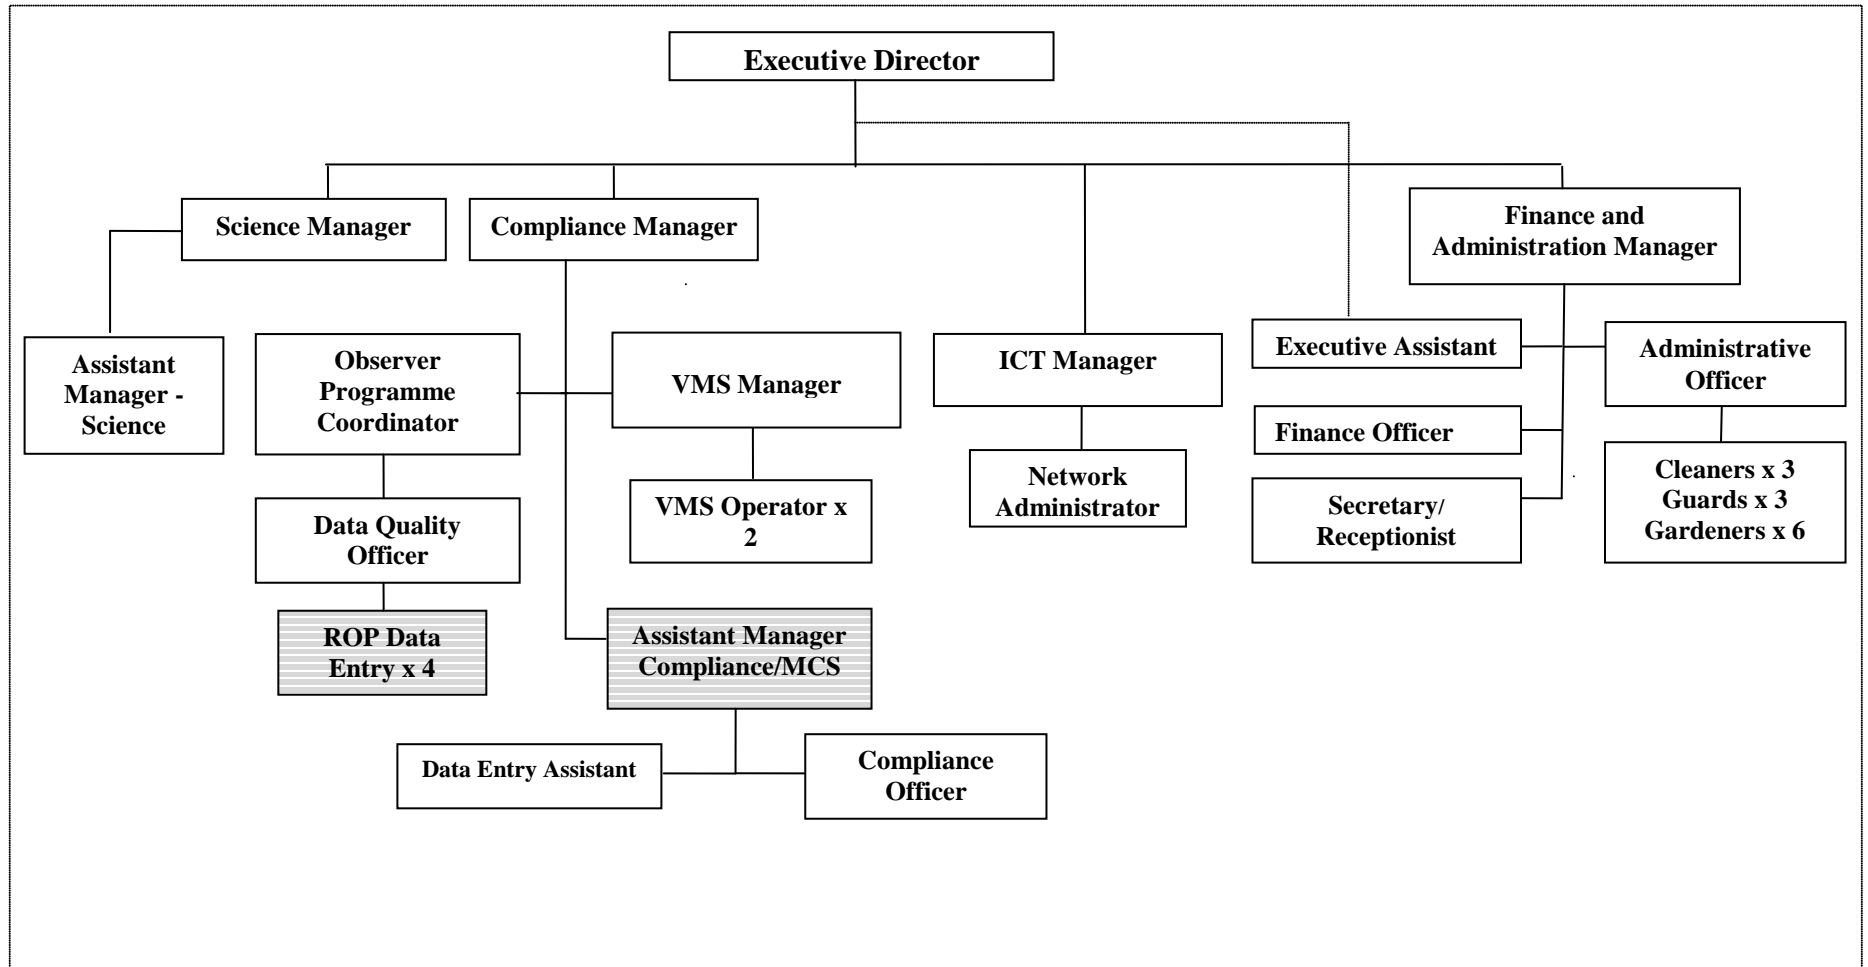 Executive Director
Science Manager
Compliance Manager
Finance and
Administration Manager
Assistant
Manager -
Science
Observer
Programme
Coordinator
VMS Manager
ICT Manager
Executive Assistant
Administrative
Officer
Finance Officer
Network
Administrator
Cleaners x 3
Guards x 3
Gardeners x 6
VMS Operator x
2
Secretary/
Receptionist
Data Quality
Officer
ROP Data
Entry x 4
Assistant Manager
Compliance/MCS
Data Entry Assistant
Compliance
Officer